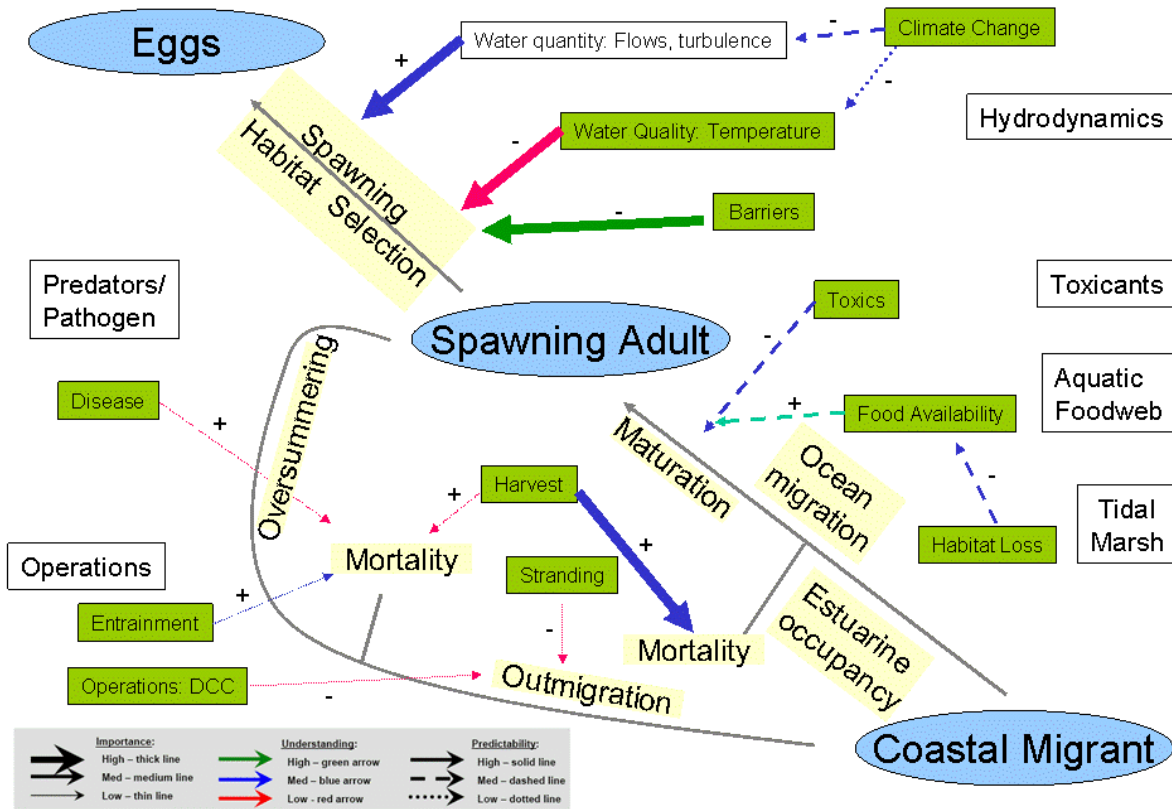 Eggs
Water quantity: Flows, turbulence
-
Climate Change
+
-
Hydrodynamics
Spawning
Habitat Selection
-
Water Quality: Temperature
-
Barriers
Predators/
Pathogen
Toxics
Toxicants
Spawning Adult
-
Oversummering
Disease
+
Aquatic
Foodweb
+
Food Availability
Maturation
Ocean
migration
-
+
Harvest
Tidal
Marsh
Habitat Loss
+
Operations
Mortality
Stranding
+
Entrainment
-
Mortality
Estuarine
occupancy
Operations: DCC
-
Outmigration
Coastal Migrant
Importance:
High – thick line
Med – medium line
Low – thin line
Understanding:
High – green arrow
Med – blue arrow
Low - red arrow
Predictability:
High – solid line
Med – dashed line
Low – dotted line